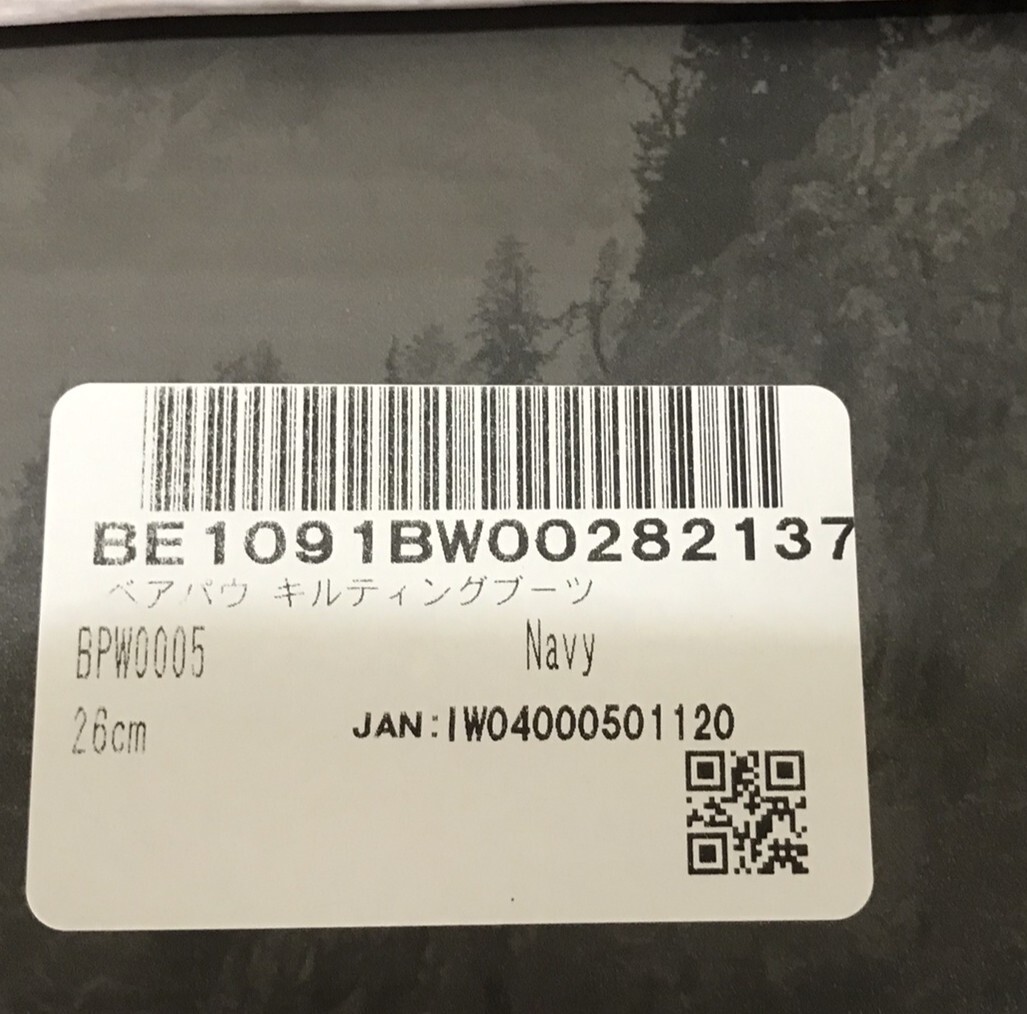 BE1091BW00282137
ベアパウ キルティングブーツ
BPW0005 Navy
26cm JAN:IW04000501120